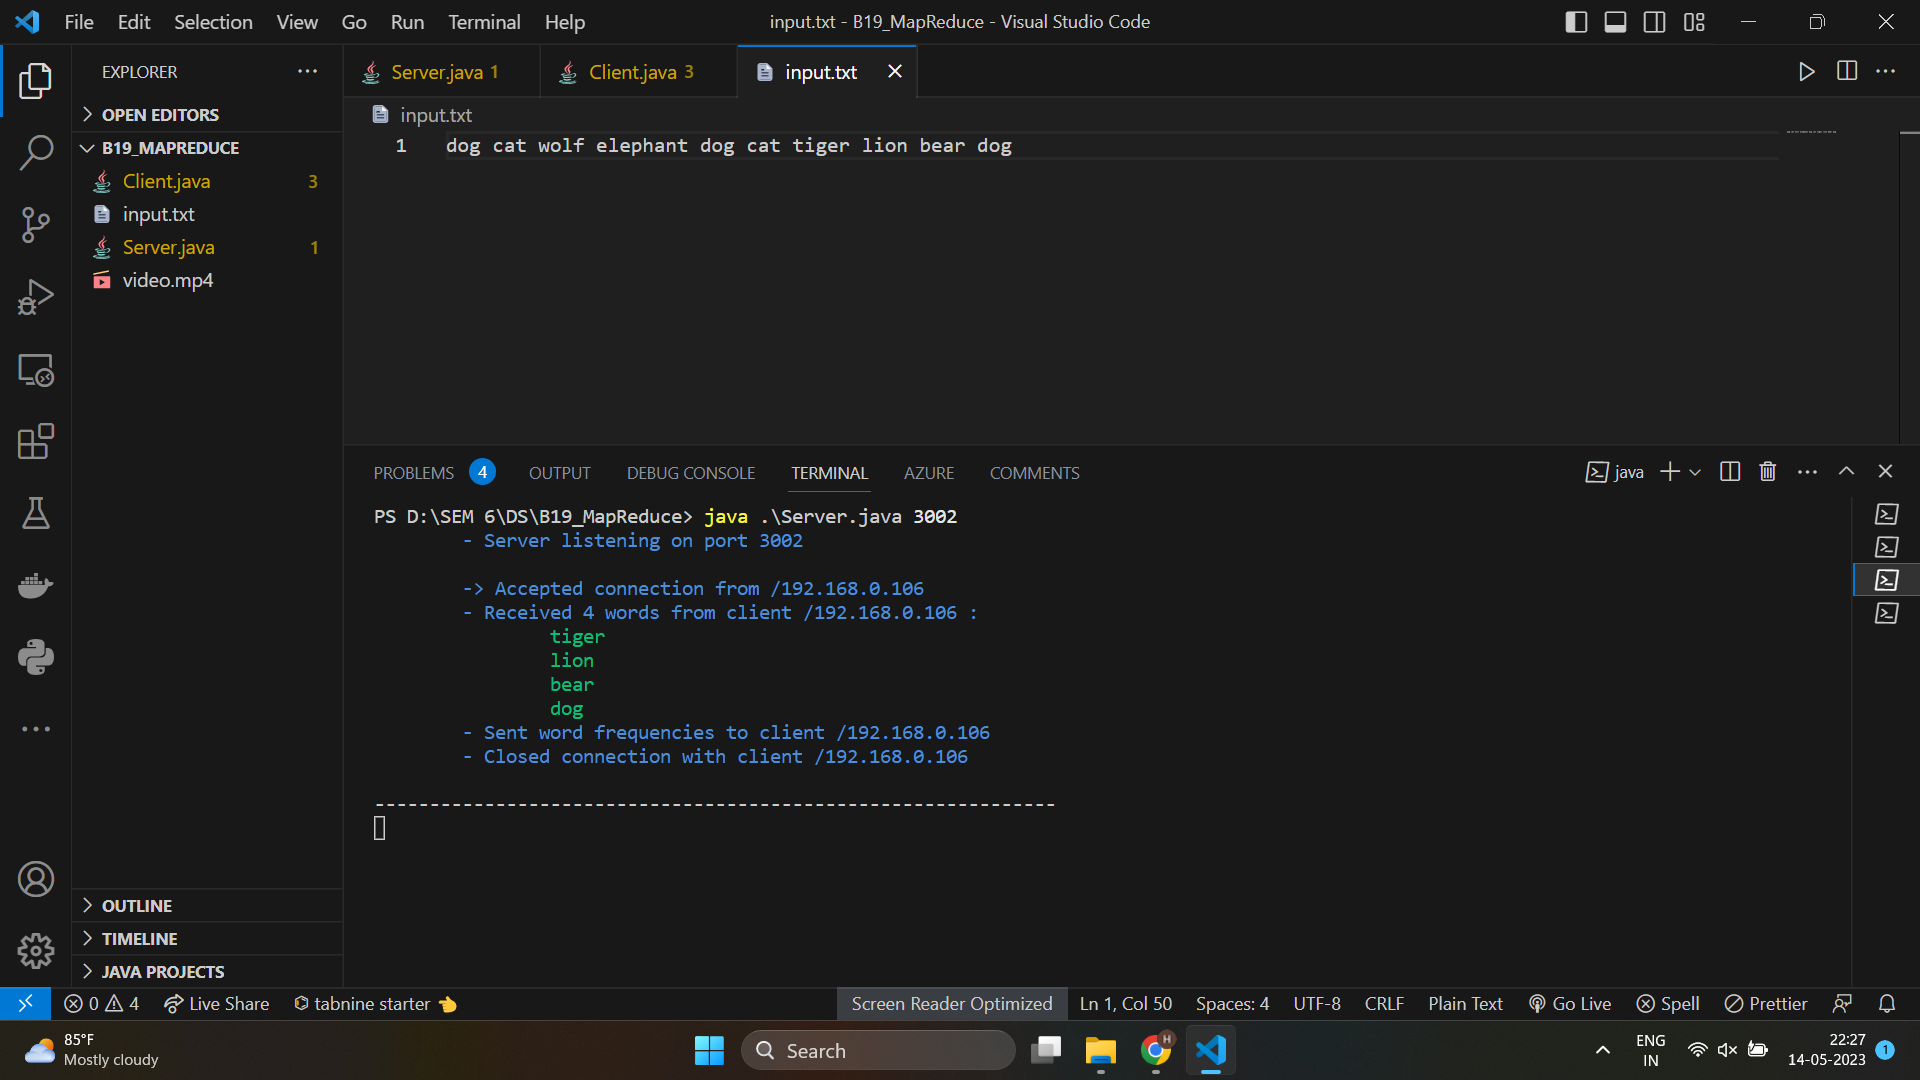 File Edit Selection View Go Run Terminal Help
input.txt - B19_MapReduce - Visual Studio Code
EXPLORER
OPEN EDITORS
B19_MAPREDUCE
Client.java 3
input.txt
Server.java 1
video.mp4
OUTLINE
TIMELINE
JAVA PROJECTS
Server.java 1
Client.java 3
input.txt
input.txt
1 dog cat wolf elephant dog cat tiger lion bear dog
PROBLEMS 4 OUTPUT DEBUG CONSOLE TERMINAL AZURE COMMENTS
java
PS D:\SEM 6\DS\B19_MapReduce> java .\Server.java 3002
- Server listening on port 3002
-> Accepted connection from /192.168.0.106
- Received 4 words from client /192.168.0.106 :
tiger
lion
bear
dog
- Sent word frequencies to client /192.168.0.106
- Closed connection with client /192.168.0.106
--------------------------------------------------------------
0 4 Live Share tabnine starter
Screen Reader Optimized Ln 1, Col 50 Spaces: 4 UTF-8 CRLF Plain Text Go Live Spell Prettier
85°F
Mostly cloudy
Search
H
ENG
IN
22:27
14-05-2023
1